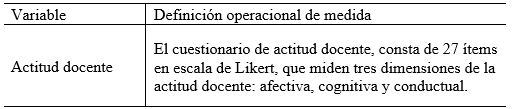 Variable Definición operacional de medida
El cuestionario de actitud docente, consta de 27 ítems
Actitud docente en escala de Likert, que miden tres dimensiones de la
actitud docente: afectiva, cognitiva y conductual.